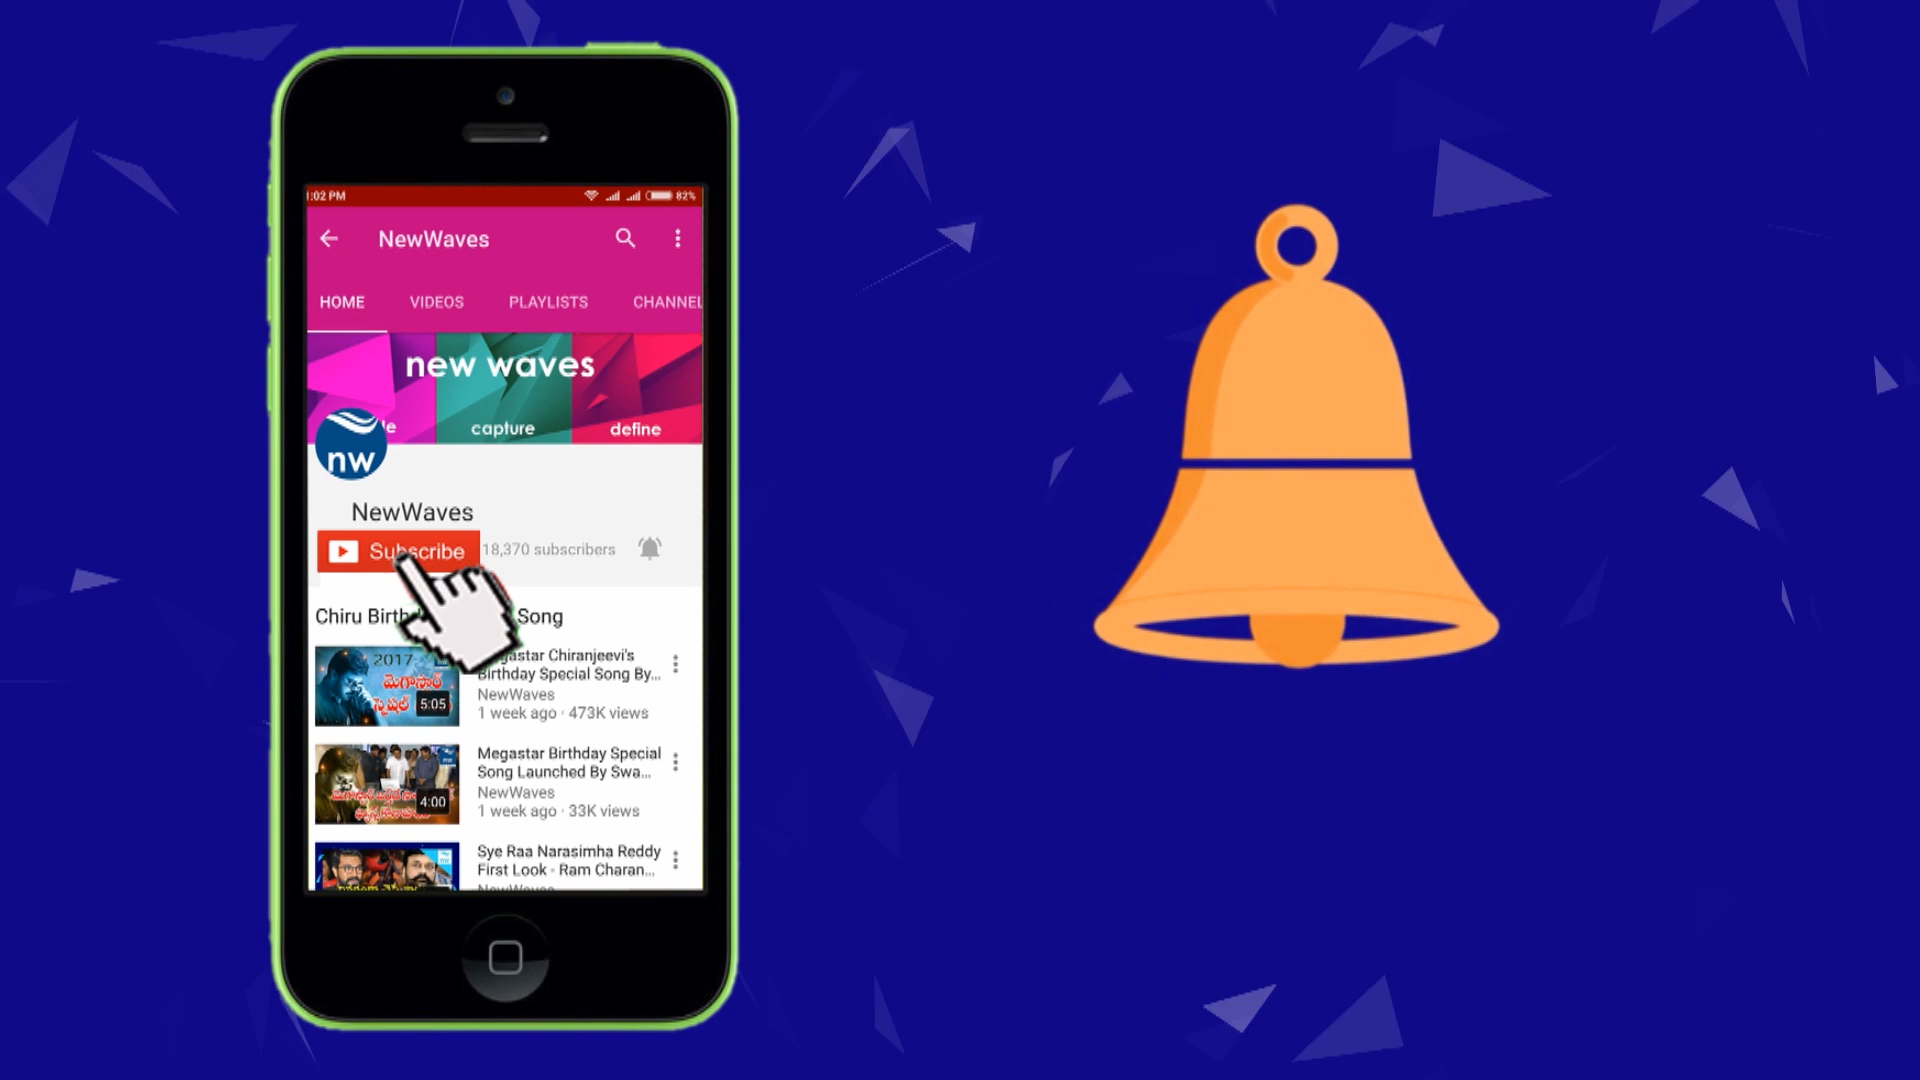 1:02 PM
82%
NewWaves
HOME VIDEOS PLAYLISTS CHANNEL
new waves
capture
define
nw
NewWaves
Subscribe
18,370 subscribers
Song
2017
మెగాస్టార్
స్పెషల్
5:05
Chiranjeevi's
Birthday Special Song By...
NewWaves
1 week ago · 473K views
4:00
Megastar Birthday Special
Song Launched By Swa...
NewWaves
1 week ago · 33K views
Sye Raa Narasimha Reddy
First Look - Ram Charan...